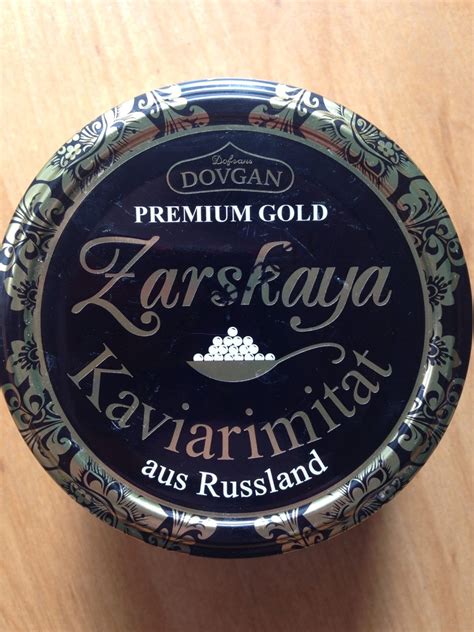 DOVGAN
PREMIUM GOLD
Zarskaya
Kaviarimitat
aus Russland